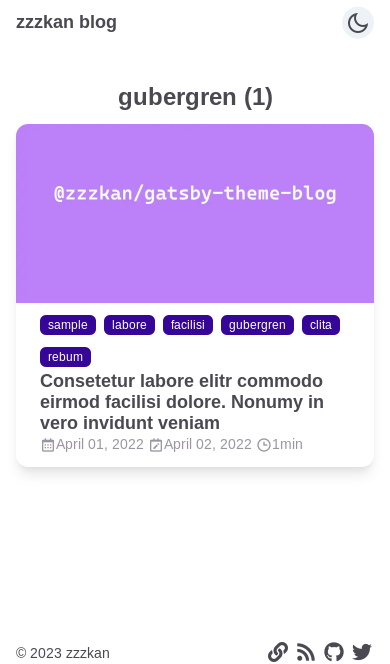 zzzkan blog
gubergren (1)
@zzzkan/gatsby-theme-blog
sample labore facilisi gubergren clita
rebum
Consetetur labore elitr commodo
eirmod facilisi dolore. Nonumy in
vero invidunt veniam
April 01, 2022 April 02, 2022 1min
© 2023 zzzkan